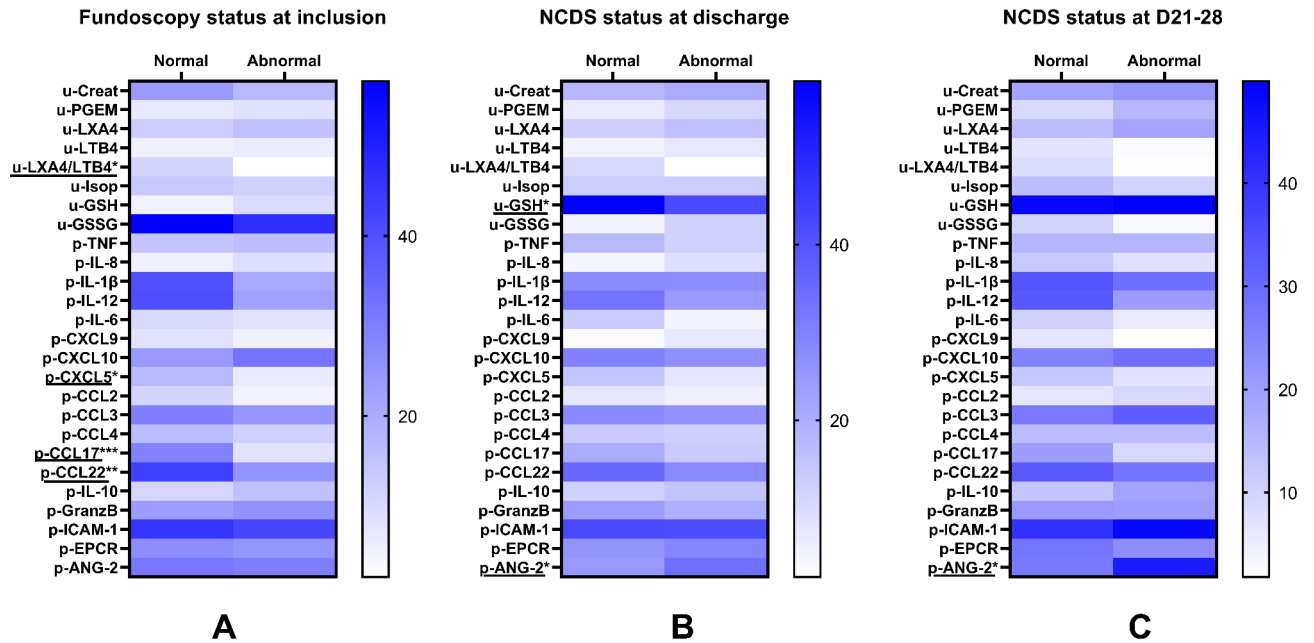 Fundoscopy status at inclusion
Normal Abnormal
u-Creat
u-PGEM
u-LXA4
u-LTB4
u-LXA4/LTB4*
u-Isop
u-GSH
u-GSSG
p-TNF
p-IL-8
p-IL-1β
p-IL-12
p-IL-6
p-CXCL9
p-CXCL10
p-CXCL5*
p-CCL2
p-CCL3
p-CCL4
p-CCL17***
p-CCL22**
p-IL-10
p-GranzB
p-ICAM-1
p-EPCR
p-ANG-2
40
20
A
NCDS status at discharge
Normal Abnormal
u-Creat
u-PGEM
u-LXA4
u-LTB4
u-LXA4/LTB4
u-Isop
u-GSH*
u-GSSG
p-TNF
p-IL-8
p-IL-1β
p-IL-12
p-IL-6
p-CXCL9
p-CXCL10
p-CXCL5
p-CCL2
p-CCL3
p-CCL4
p-CCL17
p-CCL22
p-IL-10
p-GranzB
p-ICAM-1
p-EPCR
p-ANG-2*
40
20
B
NCDS status at D21-28
Normal Abnormal
u-Creat
u-PGEM
u-LXA4
u-LTB4
u-LXA4/LTB4
u-Isop
u-GSH
u-GSSG
p-TNF
p-IL-8
p-IL-1β
p-IL-12
p-IL-6
p-CXCL9
p-CXCL10
p-CXCL5
p-CCL2
p-CCL3
p-CCL4
p-CCL17
p-CCL22
p-IL-10
p-GranzB
p-ICAM-1
p-EPCR
p-ANG-2*
40
30
20
10
C